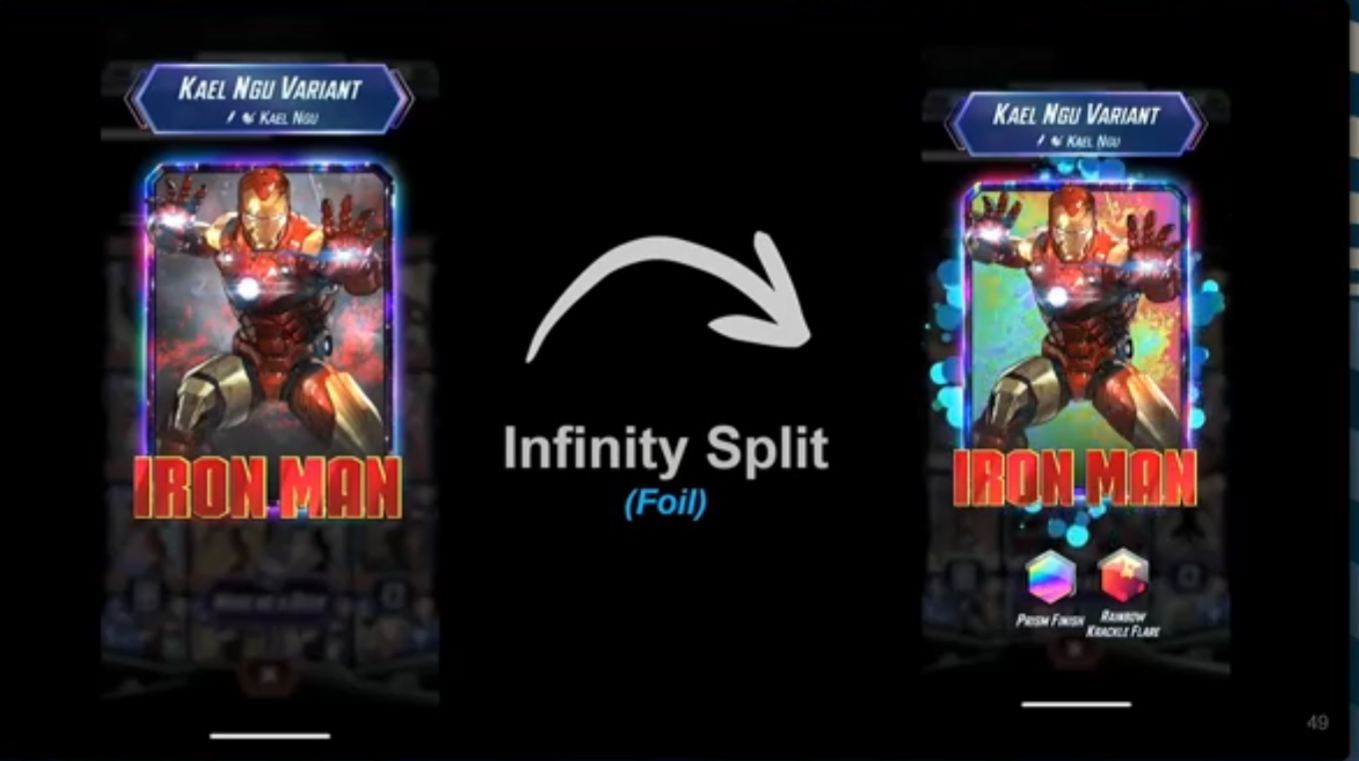 KAEL NGU VARIANT
KAEL NGU
IRON MAN
Infinity Split
(Foil)
KAEL NGU VARIANT
KAEL NGU
IRON MAN
PRISM FINISH
RAINBOW
KRACKLE FLARE
49